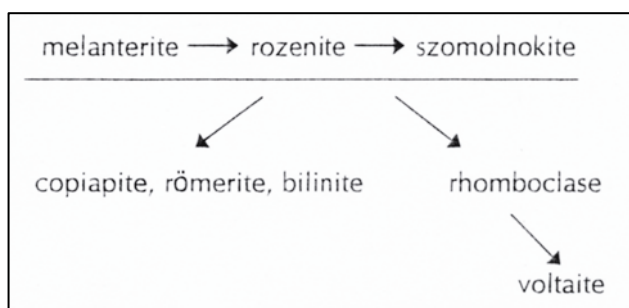 melanterite → rozenite → szomolnokite
copiapite, römerite, bilinite rhomboclase
voltaite